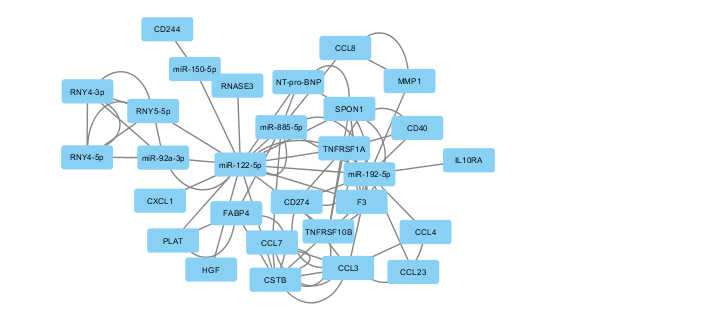 CD244
CCL8
miR-150-5p
RNASE3
NT-pro-BNP
MMP1
RNY4-3p
RNY5-5p
SPON1
miR-885-5p
CD40
TNFRSF1A
RNY4-5p
miR-92a-3p
miR-122-5p
IL10RA
miR-192-5p
CXCL1
CD274
F3
FABP4
TNFRSF10B
CCL4
PLAT
CCL7
HGF
CSTB
CCL3
CCL23